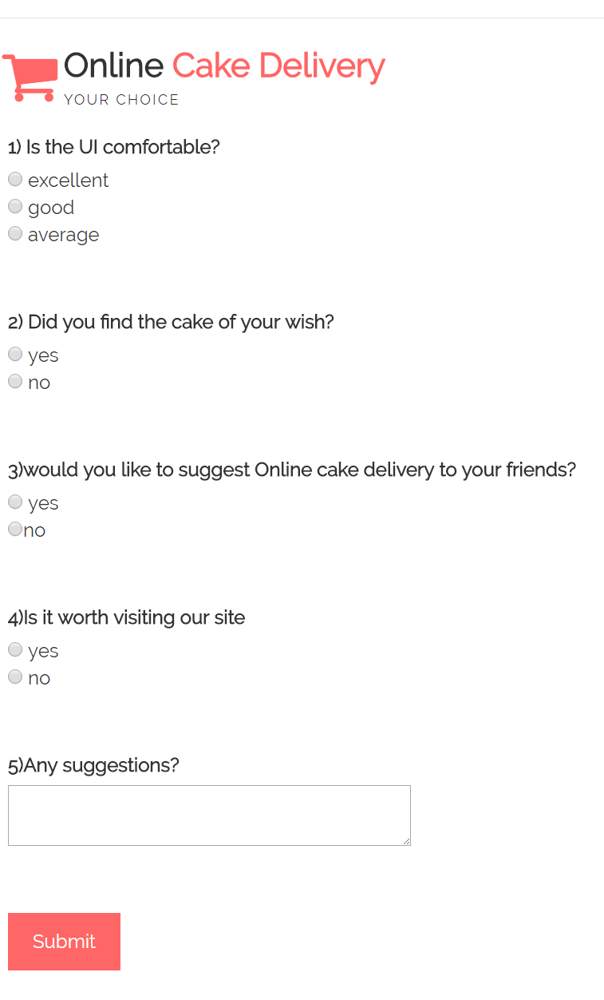 Online Cake Delivery
YOUR CHOICE
1) Is the UI comfortable?
excellent
good
average
2) Did you find the cake of your wish?
yes
no
3)would you like to suggest Online cake delivery to your friends?
yes
no
4)Is it worth visiting our site
yes
no
5)Any suggestions?
Submit